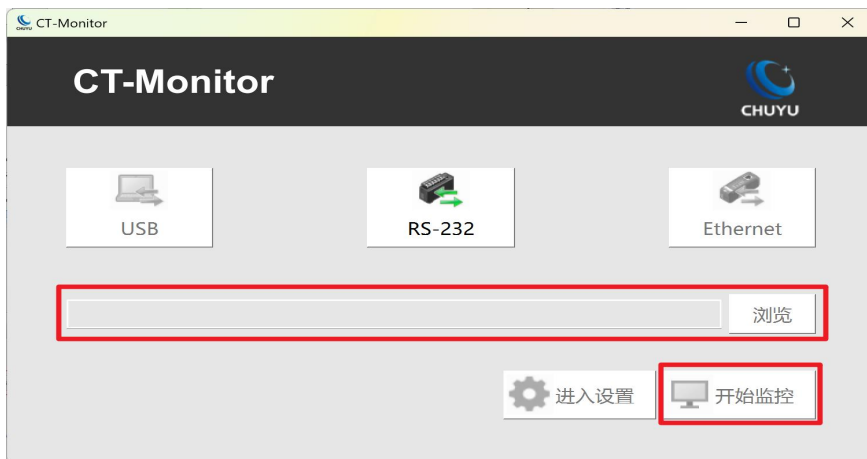 CT-Monitor
CT-Monitor
CHUYU
USB
RS-232
Ethernet
浏览
进入设置
开始监控